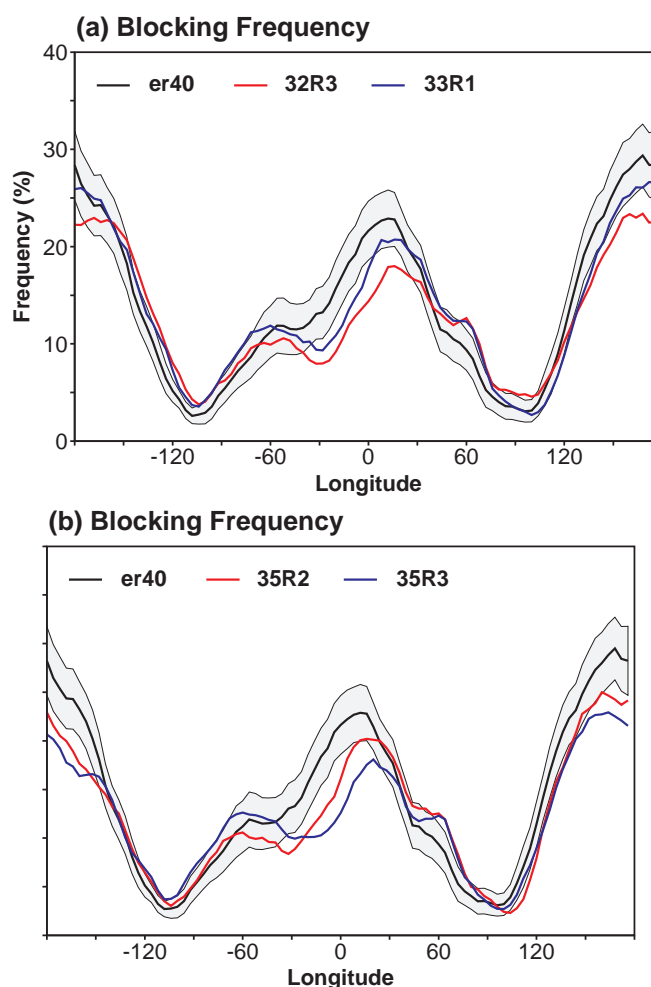 (a) Blocking Frequency
40
er40 32R3 33R1
30
Frequency (%)
20
10
0
-120 -60 0 60 120
Longitude
(b) Blocking Frequency
er40 35R2 35R3
-120 -60 0 60 120
Longitude